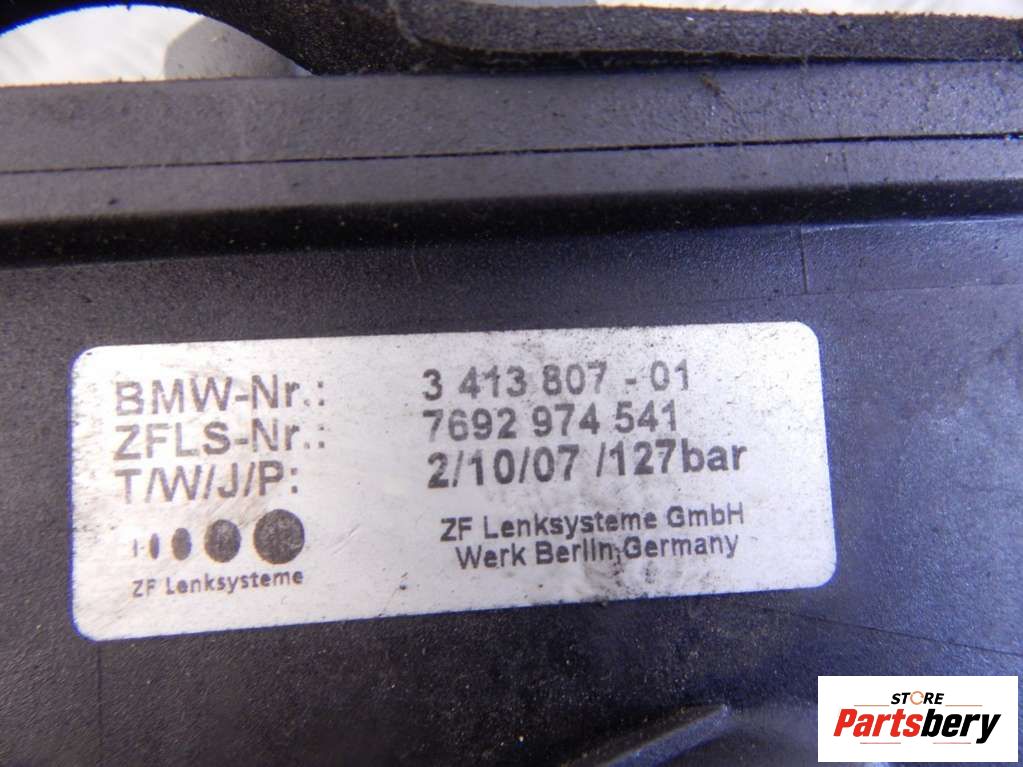 BMW-Nr.: 3 413 807 - 01
ZFLS-Nr.: 7692 974 541
T/W/J/P: 2/10/07 /127bar
ZF Lenksysteme GmbH
Werk Berlin,Germany
ZF Lenksysteme
STORE
Partsbery